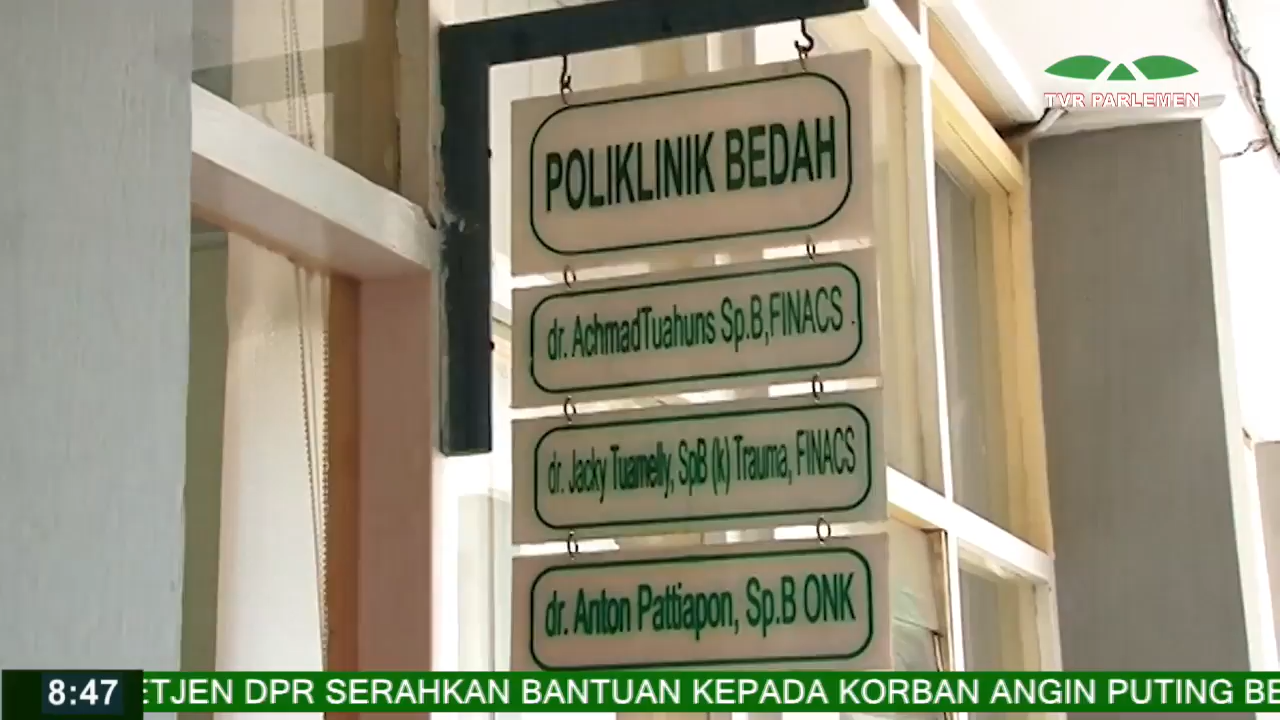 TVR PARLEMEN
POLIKLINIK BEDAH
dr. AchmadTuahuns Sp.B,FINACS
dr. Jacky Tuamelly, SpB (k) Trauma, FINACS
dr. Anton Pattiapon, Sp.B ONK
8:47
ETJEN DPR SERAHKAN BANTUAN KEPADA KORBAN ANGIN PUTING BE